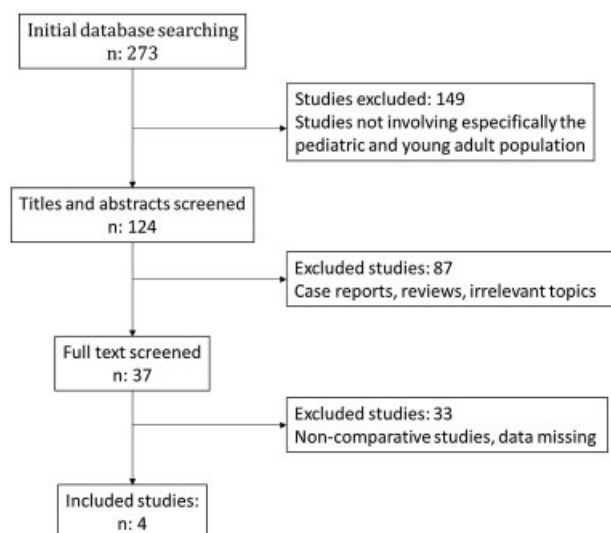 Initial database searching
n: 273
Studies excluded: 149
Studies not involving especifically the
pediatric and young adult population
Titles and abstracts screened
n: 124
Excluded studies: 87
Case reports, reviews, irrelevant topics
Full text screened
n: 37
Excluded studies: 33
Non-comparative studies, data missing
Included studies:
n: 4